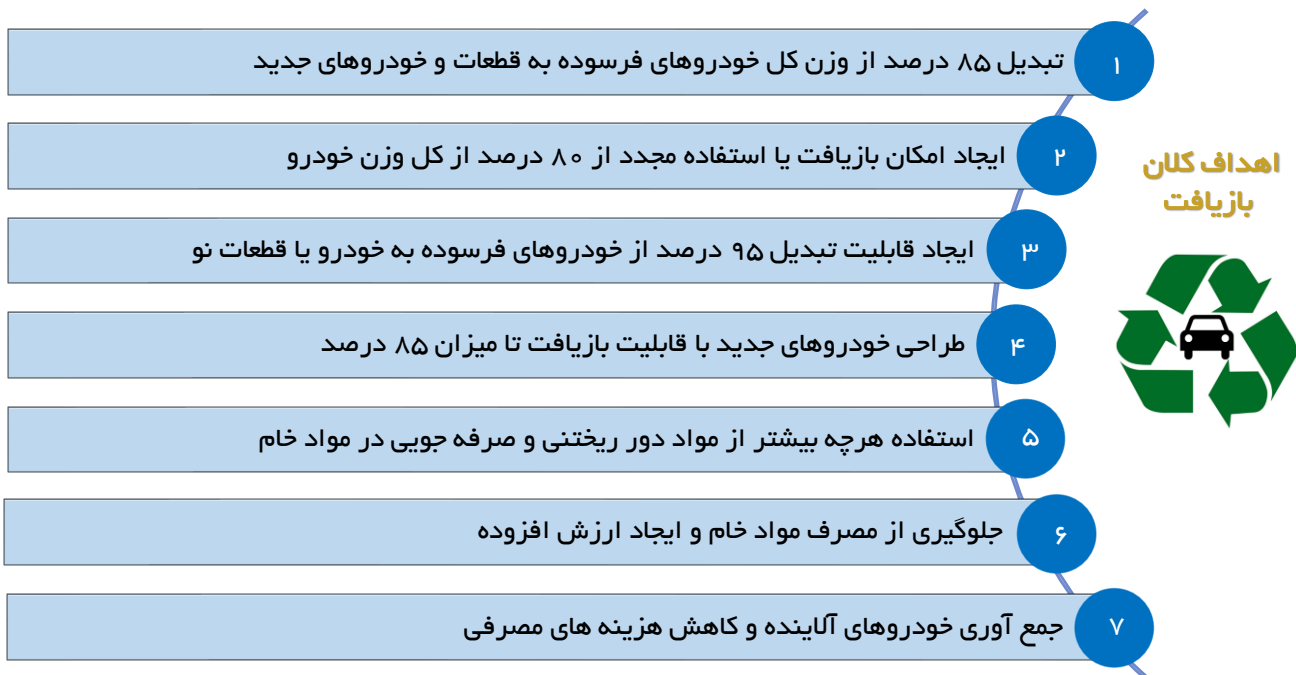 اهداف کلان
بازیافت
۱
تبدیل ۸۵ درصد از وزن کل خودروهای فرسوده به قطعات و خودروهای جدید
۲
ایجاد امکان بازیافت یا استفاده مجدد از ۸۰ درصد از کل وزن خودرو
۳
ایجاد قابلیت تبدیل ۹۵ درصد از خودروهای فرسوده به خودرو یا قطعات نو
۴
طراحی خودروهای جدید با قابلیت بازیافت تا میزان ۸۵ درصد
۵
استفاده هرچه بیشتر از مواد دور ریختنی و صرفه جویی در مواد خام
۶
جلوگیری از مصرف مواد خام و ایجاد ارزش افزوده
۷
جمع آوری خودروهای آلاینده و کاهش هزینه های مصرفی